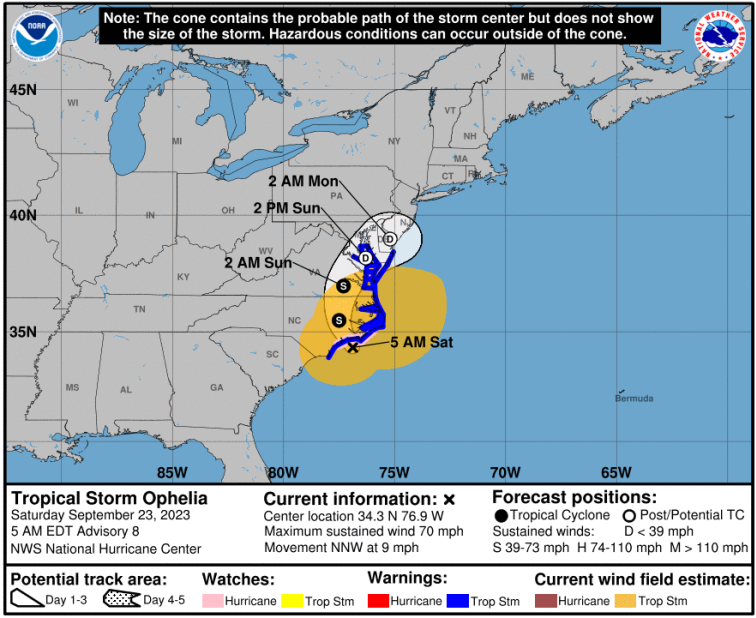 Note: The cone contains the probable path of the storm center but does not show
the size of the storm. Hazardous conditions can occur outside of the cone.
NOAA
NATIONAL WEATHER SERVICE
ME
45N
WI
VT
NH
MI
NY
MA
CT
RI
2 AM Mon
PA
40N
2 PM Sun
NJ
IL
IN
OH
D
WV
D
2 AM Sun
VA
KY
S
TN
NC
S
35N
5 AM Sat
SC
MS
AL
GA
Bermuda
85W
80W
75W
70W
65W
Tropical Storm Ophelia
Saturday September 23, 2023
5 AM EDT Advisory 8
NWS National Hurricane Center
Current information: x
Center location 34.3 N 76.9 W
Maximum sustained wind 70 mph
Movement NNW at 9 mph
Forecast positions:
Tropical Cyclone Post/Potential TC
Sustained winds: D < 39 mph
S 39-73 mph H 74-110 mph M > 110 mph
Potential track area:
Day 1-3 Day 4-5
Watches:
Hurricane Trop Stm
Warnings:
Hurricane Trop Stm
Current wind field estimate:
Hurricane Trop Stm